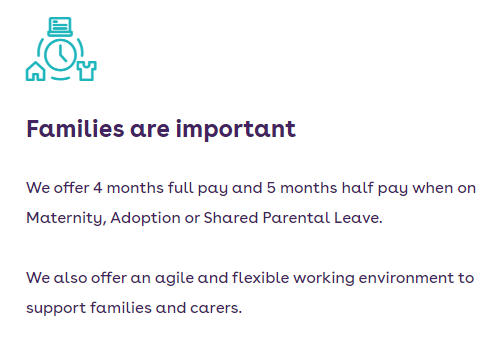 Families are important
We offer 4 months full pay and 5 months half pay when on
Maternity, Adoption or Shared Parental Leave.
We also offer an agile and flexible working environment to
support families and carers.